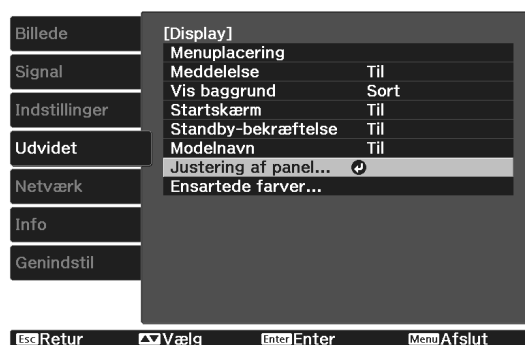 Billede
Signal
Indstillinger
Udvidet
Netværk
Info
Genindstil
[Display]
Menuplacering
Meddelelse Til
Vis baggrund Sort
Startskærm Til
Standby-bekræftelse Til
Modelnavn Til
Justering af panel...
Ensartede farver...
Esc Retur Vælg Enter Enter Menu Afslut